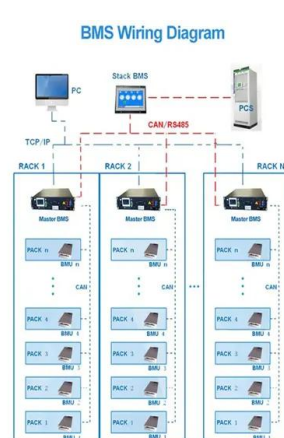 BMS Wiring Diagram
Stack BMS
PC
PCS
CAN/RS485
TCP/IP
RACK 1
RACK 2
RACK N
Master BMS
Master BMS
Master BMS
PACK n
PACK n
PACK n
BMU n
BMU n
BMU n
CAN
CAN
CAN
PACK 4
PACK 4
PACK 4
BMU 4
BMU 4
BMU 4
PACK 3
PACK 3
PACK 3
BMU 3
BMU 3
BMU 3
PACK 2
PACK 2
PACK 2
BMU 2
BMU 2
BMU 2
PACK 1
PACK 1
PACK 1